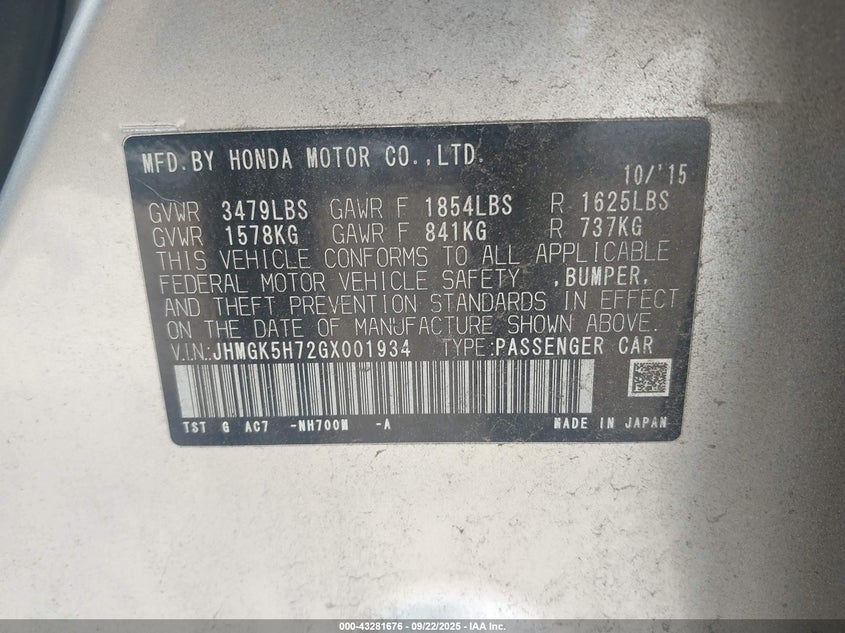 MFD.BY HONDA MOTOR CO.,LTD.
10/'15
GVWR 3479LBS GAWR F 1854LBS R 1625LBS
GVWR 1578KG GAWR F 841KG R 737KG
THIS VEHICLE CONFORMS TO ALL APPLICABLE
FEDERAL MOTOR VEHICLE SAFETY ,BUMPER,
AND THEFT PREVENTION STANDARDS IN EFFECT
ON THE DATE OF MANUFACTURE SHOWN ABOVE.
V.IN:JHMGK5H72GX001934 TYPE:PASSENGER CAR
TST G AC7 -NH700M -A MADE IN JAPAN
000-43281676 - 09/22/2025 - IAA Inc.